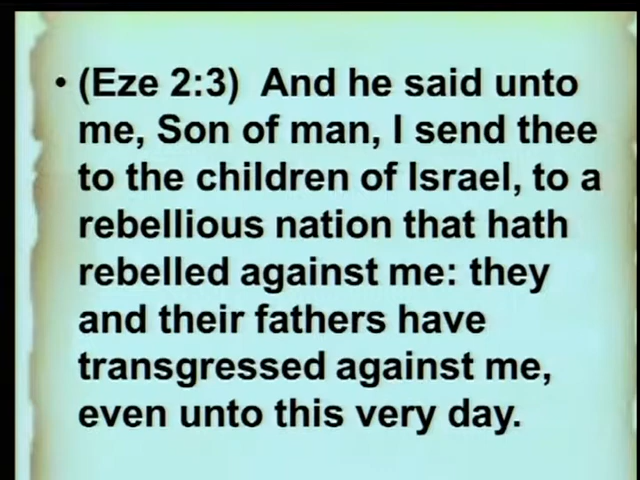 • (Eze 2:3)  And he said unto
me, Son of man, I send thee
to the children of Israel, to a
rebellious nation that hath
rebelled against me: they
and their fathers have
transgressed against me,
even unto this very day.